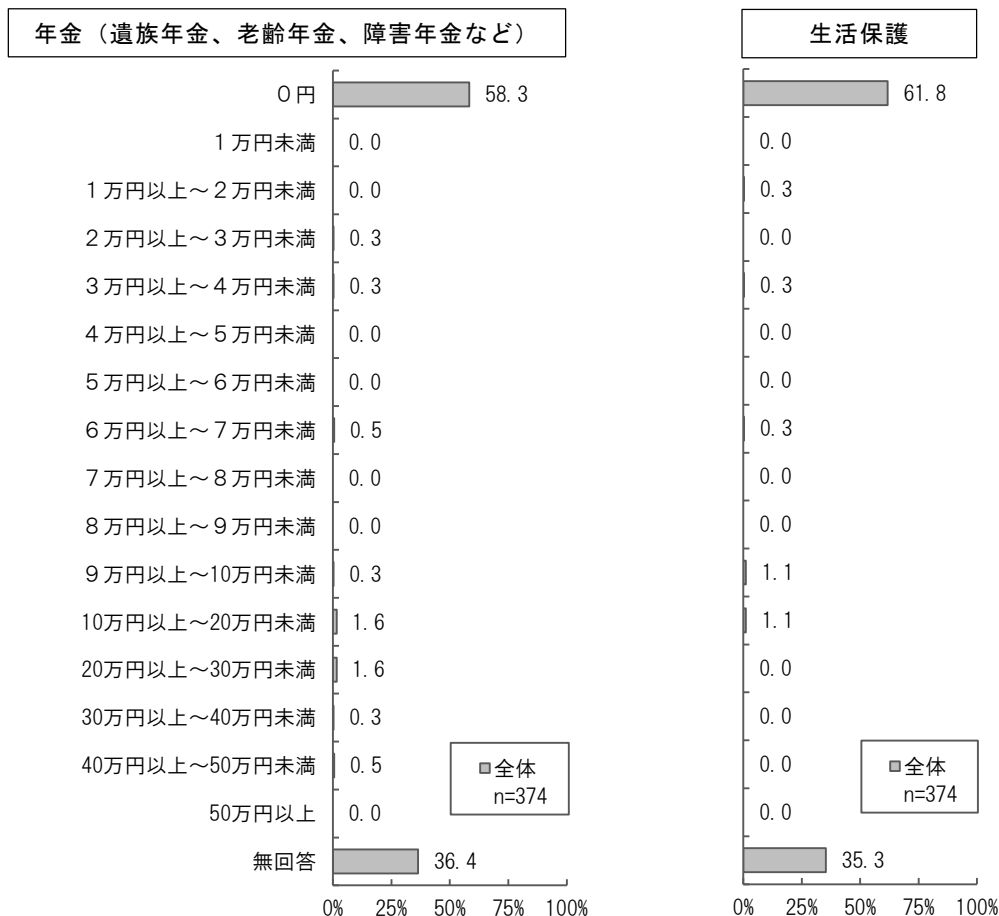 年金（遺族年金、老齢年金、障害年金など）
０円 58.3
１万円未満 0.0
１万円以上～２万円未満 0.0
２万円以上～３万円未満 0.3
３万円以上～４万円未満 0.3
４万円以上～５万円未満 0.0
５万円以上～６万円未満 0.0
６万円以上～７万円未満 0.5
７万円以上～８万円未満 0.0
８万円以上～９万円未満 0.0
９万円以上～10万円未満 0.3
10万円以上～20万円未満 1.6
20万円以上～30万円未満 1.6
30万円以上～40万円未満 0.3
40万円以上～50万円未満 0.5
50万円以上 0.0
無回答 36.4
全体
n=374
0% 25% 50% 75% 100%
生活保護
61.8
0.0
0.3
0.0
0.3
0.0
0.0
0.3
0.0
0.0
1.1
1.1
0.0
0.0
0.0
0.0
35.3
全体
n=374
0% 25% 50% 75% 100%